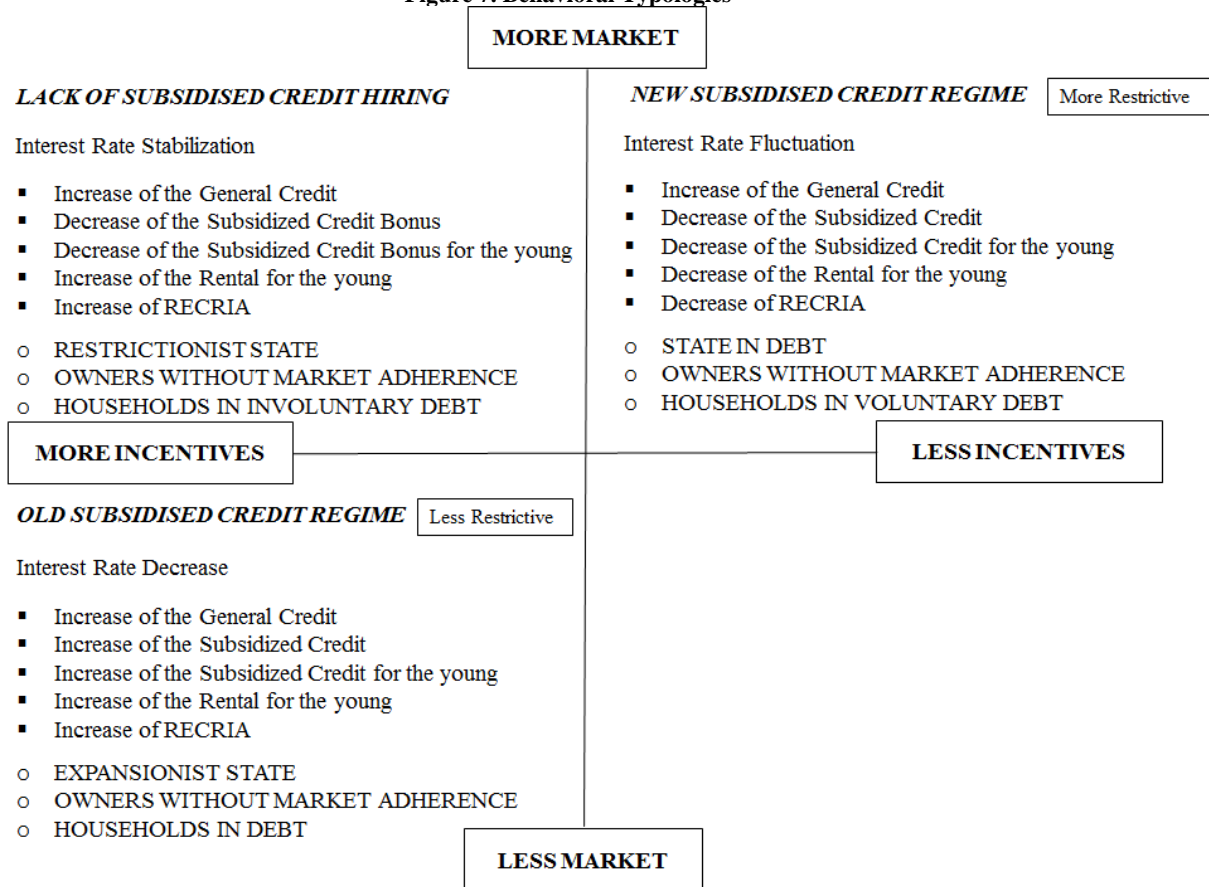 Figure 7. Behavioral Typologies
MORE MARKET
LACK OF SUBSIDISED CREDIT HIRING
Interest Rate Stabilization
▪ Increase of the General Credit
▪ Decrease of the Subsidized Credit Bonus
▪ Decrease of the Subsidized Credit Bonus for the young
▪ Increase of the Rental for the young
▪ Increase of RECRIA
o RESTRICTIONIST STATE
o OWNERS WITHOUT MARKET ADHERENCE
o HOUSEHOLDS IN INVOLUNTARY DEBT
NEW SUBSIDISED CREDIT REGIME
More Restrictive
Interest Rate Fluctuation
▪ Increase of the General Credit
▪ Decrease of the Subsidized Credit
▪ Decrease of the Subsidized Credit for the young
▪ Decrease of the Rental for the young
▪ Decrease of RECRIA
o STATE IN DEBT
o OWNERS WITHOUT MARKET ADHERENCE
o HOUSEHOLDS IN VOLUNTARY DEBT
MORE INCENTIVES
LESS INCENTIVES
OLD SUBSIDISED CREDIT REGIME
Less Restrictive
Interest Rate Decrease
▪ Increase of the General Credit
▪ Increase of the Subsidized Credit
▪ Increase of the Subsidized Credit for the young
▪ Increase of the Rental for the young
▪ Increase of RECRIA
o EXPANSIONIST STATE
o OWNERS WITHOUT MARKET ADHERENCE
o HOUSEHOLDS IN DEBT
LESS MARKET